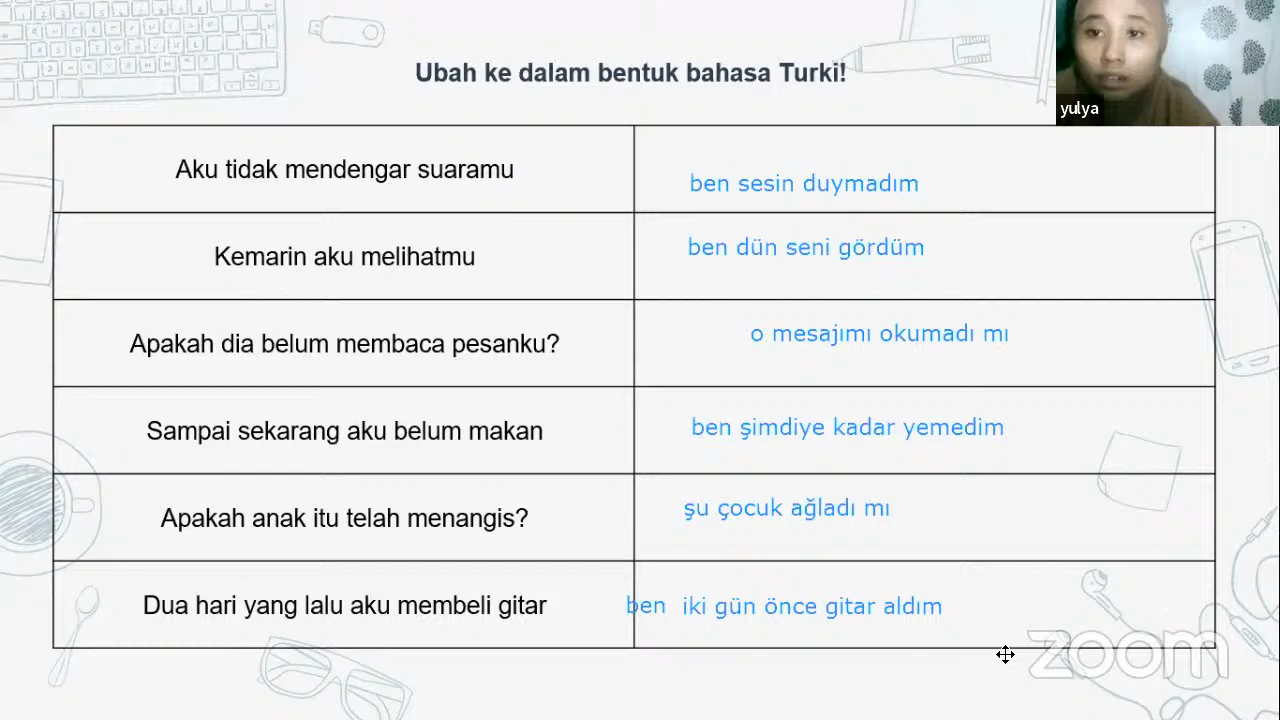 Ubah ke dalam bentuk bahasa Turki!
yulya
Aku tidak mendengar suaramu
ben sesin duymadım
Kemarin aku melihatmu
ben dün seni gördüm
Apakah dia belum membaca pesanku?
o mesajımı okumadı mı
Sampai sekarang aku belum makan
ben şimdiye kadar yemedim
Apakah anak itu telah menangis?
şu çocuk ağladı mı
Dua hari yang lalu aku membeli gitar
ben iki gün önce gitar aldım
zoom